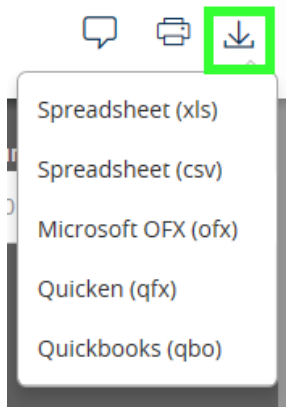 Spreadsheet (xls)
Spreadsheet (csv)
Microsoft OFX (ofx)
Quicken (qfx)
Quickbooks (qbo)